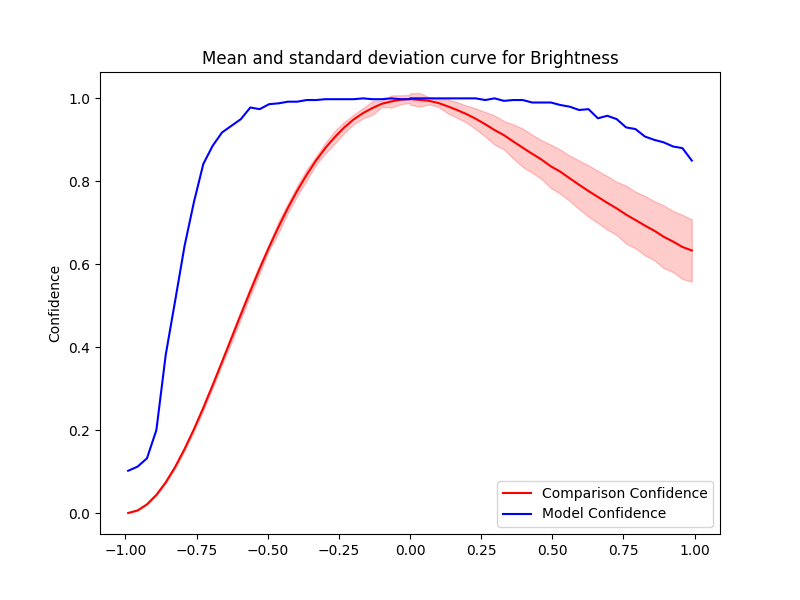 Mean and standard deviation curve for Brightness
Confidence
1.0
0.8
0.6
0.4
0.2
0.0
−1.00 −0.75 −0.50 −0.25 0.00 0.25 0.50 0.75 1.00
Comparison Confidence
Model Confidence